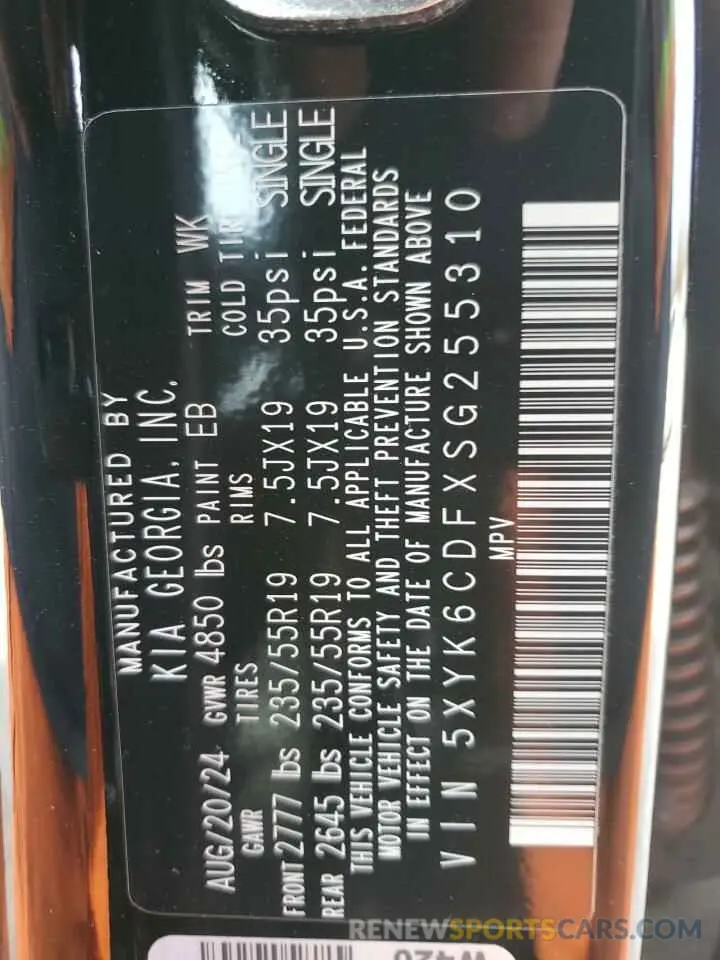 MANUFACTURED BY
KIA GEORGIA, INC.
AUG/20/24 GVWR 4850 lbs PAINT EB TRIM WK
GAWR TIRES RIMS COLD
FRONT 2777 lbs 235/55R19 7.5JX19 35psi SINGLE
REAR 2645 lbs 235/55R19 7.5JX19 35psi SINGLE
THIS VEHICLE CONFORMS TO ALL APPLICABLE U.S.A. FEDERAL
MOTOR VEHICLE SAFETY AND THEFT PREVENTION STANDARDS
IN EFFECT ON THE DATE OF MANUFACTURE SHOWN ABOVE
VIN 5XYK6CDFXSG255310
MPV
RENEWSPORTSCARS.COM